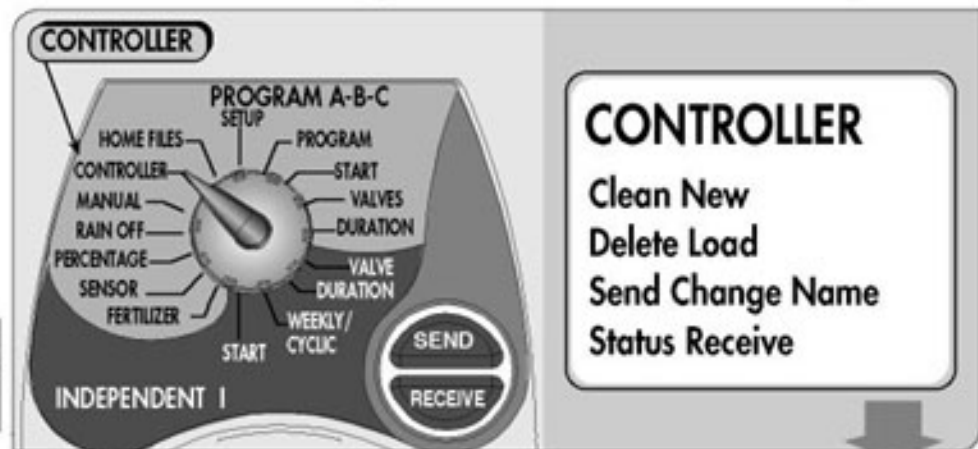 CONTROLLER
PROGRAM A-B-C
SETUP
HOME FILES
PROGRAM
CONTROLLER
START
MANUAL
VALVES
RAIN OFF
DURATION
PERCENTAGE
VALVE
DURATION
SENSOR
FERTILIZER
WEEKLY/
CYCLIC
START
INDEPENDENT I
SEND
RECEIVE
CONTROLLER
Clean New
Delete Load
Send Change Name
Status Receive